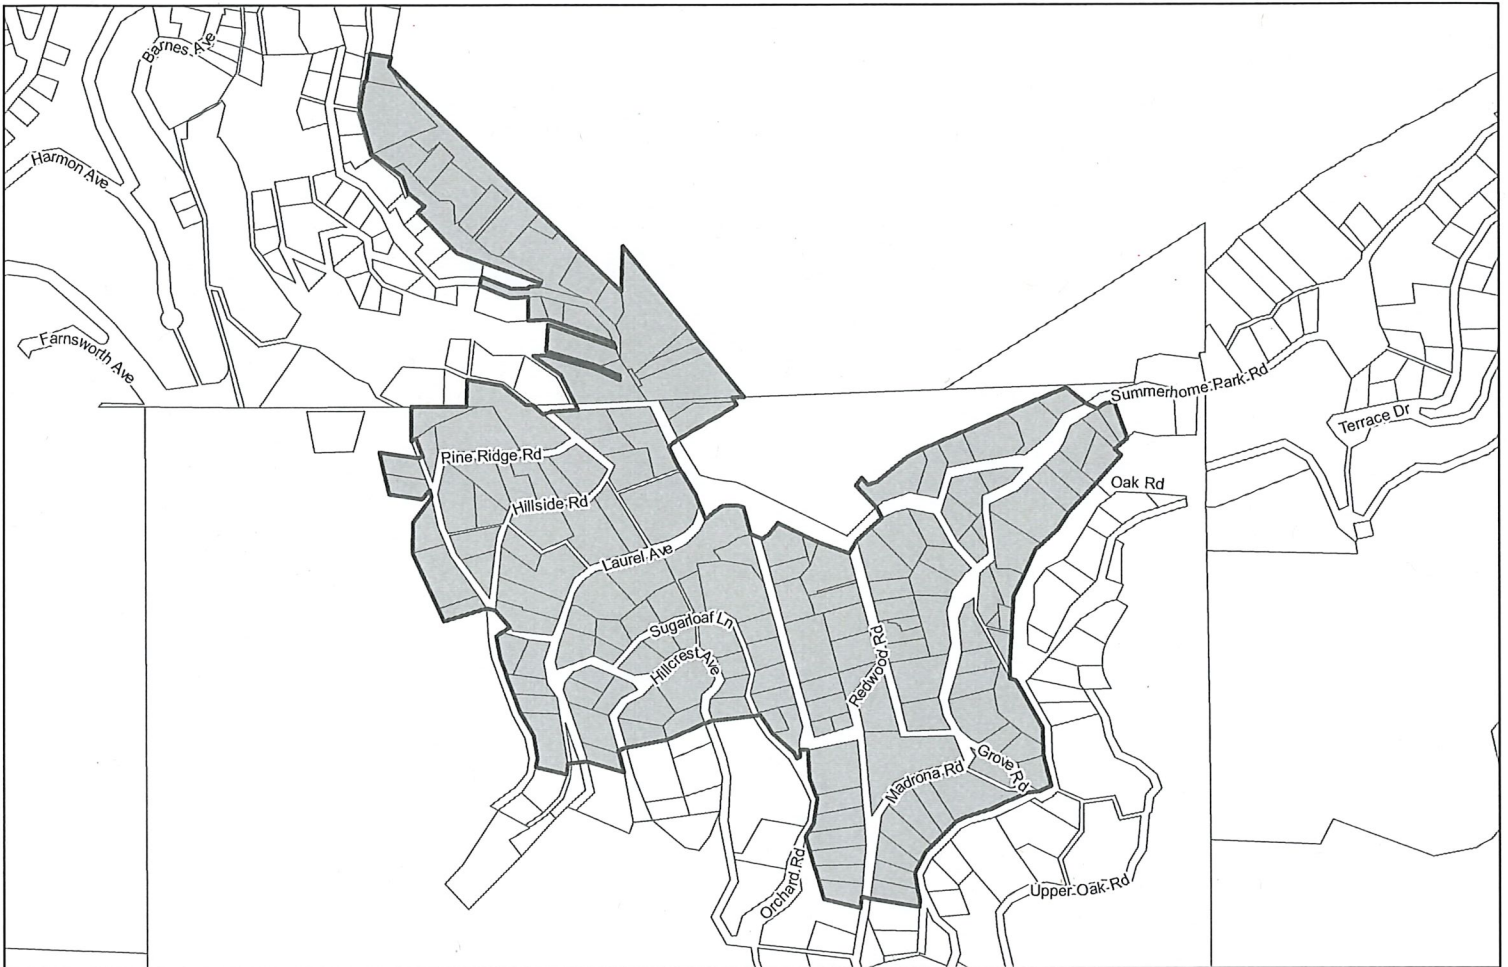 Barnes Ave
Harmon Ave
Farnsworth Ave
Summerhome Park Rd
Terrace Dr
Pine Ridge Rd
Oak Rd
Hillside Rd
Laurel Ave
Sugarloaf Ln
Hillcrest Ave
Redwood Rd
Grove Rd
Madrona Rd
Orchard Rd
Upper Oak Rd